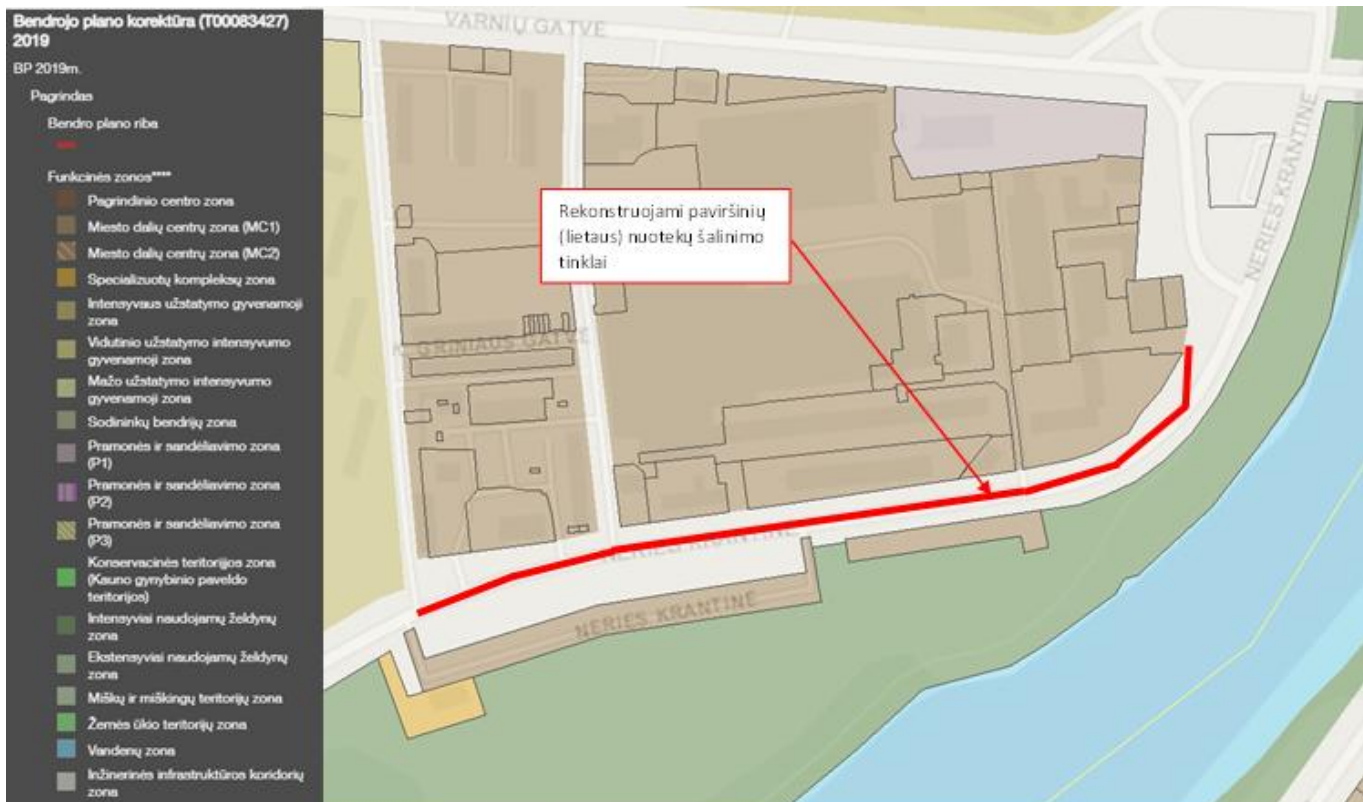 Bendrojo plano korektūra (T00083427)
2019
BP 2019m.
Pagrindas
Bendro plano riba
Funkcinės zonos****
Pagrindinio centro zona
Miesto dalių centrų zona (MC1)
Miesto dalių centrų zona (MC2)
Specializuotų kompleksų zona
Intensyvaus užstatymo gyvenamoji
zona
Vidutinio užstatymo intensyvumo
gyvenamoji zona
Mažo užstatymo intensyvumo
gyvenamoji zona
Sodininkų bendrijų zona
Pramonės ir sandėliavimo zona
(P1)
Pramonės ir sandėliavimo zona
(P2)
Pramonės ir sandėliavimo zona
(P3)
Konservacinės teritorijos zona
(Kauno gynybinio paveldo
teritorijos)
Intensyviai naudojamų želdynų
zona
Ekstensyviai naudojamų želdynų
zona
Miškų ir miškingų teritorijų zona
Žemės ūkio teritorijų zona
Vandenų zona
Inžinerinės infrastruktūros koridorių
zona
VARNIŲ GATVĖ
NERIES KRANTINĖ
NERIES KRANTINĖ
Rekonstruojami paviršinių
(lietaus) nuotekų šalinimo
tinklai
K. GRINIAUS GATVĖ
NERIES KRANTINĖ
NERIES KRANTINĖ